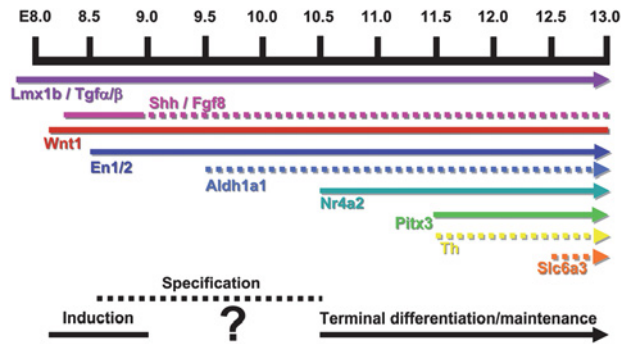 E8.0 8.5 9.0 9.5 10.0 10.5 11.0 11.5 12.0 12.5 13.0
Lmx1b / Tgfα/β
Shh / Fgf8
Wnt1
En1/2
Aldh1a1
Nr4a2
Pitx3
Th
Slc6a3
Specification
Induction
?
Terminal differentiation/maintenance